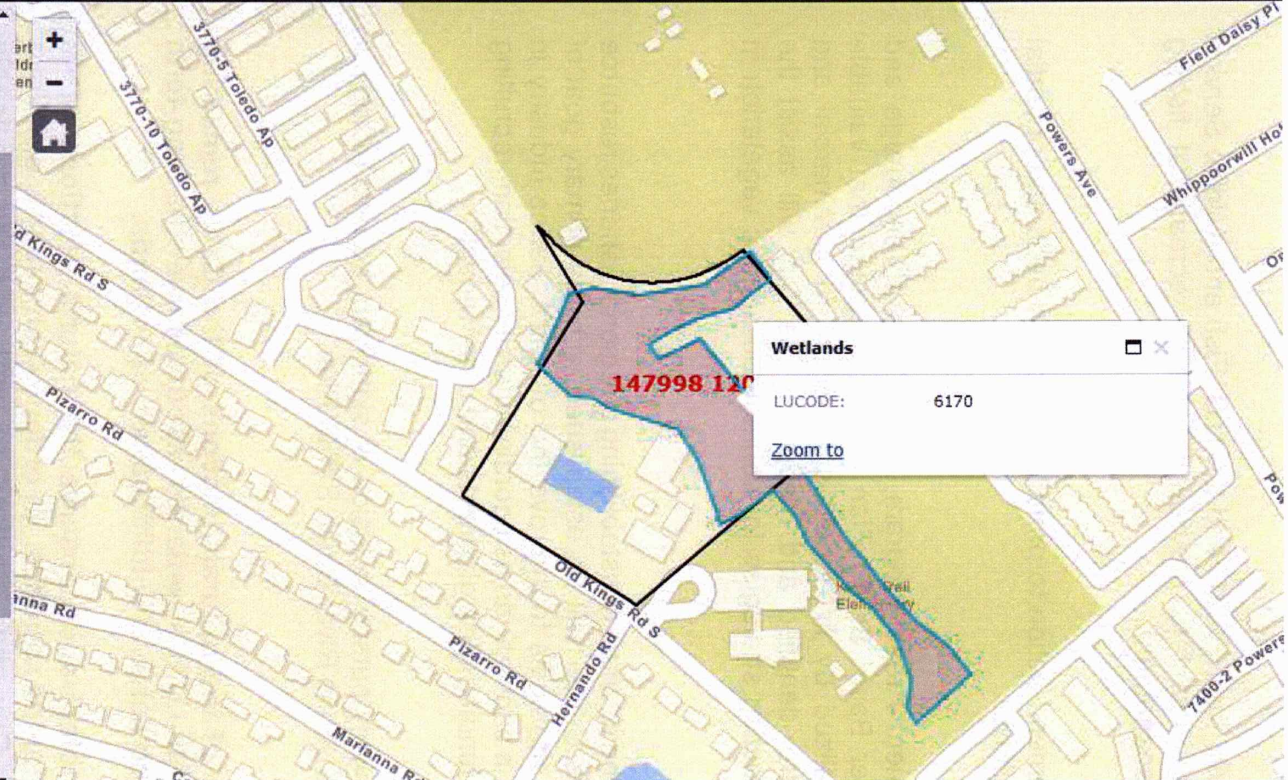 +
−
3770-5 Toledo Ap
3770-10 Toledo Ap
Field Daisy Pl
Powers Ave
Whippoorwill Ho
d Kings Rd S
Wetlands
147998 120
LUCODE: 6170
Zoom to
Pizarro Rd
Old Kings Rd S
anna Rd
Pizarro Rd
Hernando Rd
7400-2 Powers
Marianna Rd